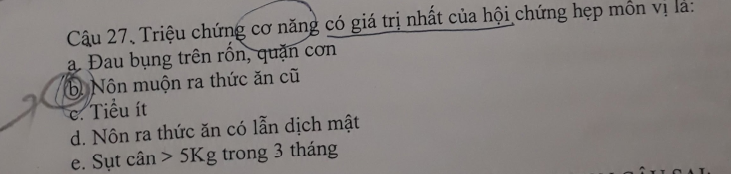 Câu 27. Triệu chứng cơ năng có giá trị nhất của hội chứng hẹp môn vị là:
a. Đau bụng trên rốn, quặn cơn
b. Nôn muộn ra thức ăn cũ
c. Tiểu ít
d. Nôn ra thức ăn có lẫn dịch mật
e. Sụt cân > 5Kg trong 3 tháng